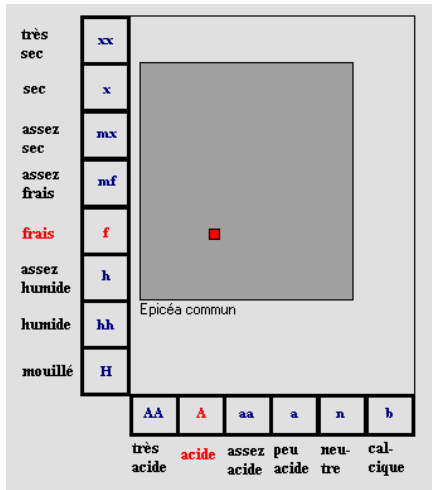 très
sec
xx
sec
x
assez
sec
mx
assez
frais
mf
frais
f
assez
humide
h
humide
hh
mouillé
H
Epicéa commun
AA
A
aa
a
n
b
très
acide
acide
assez
acide
peu
acide
neu-
tre
cal-
cique